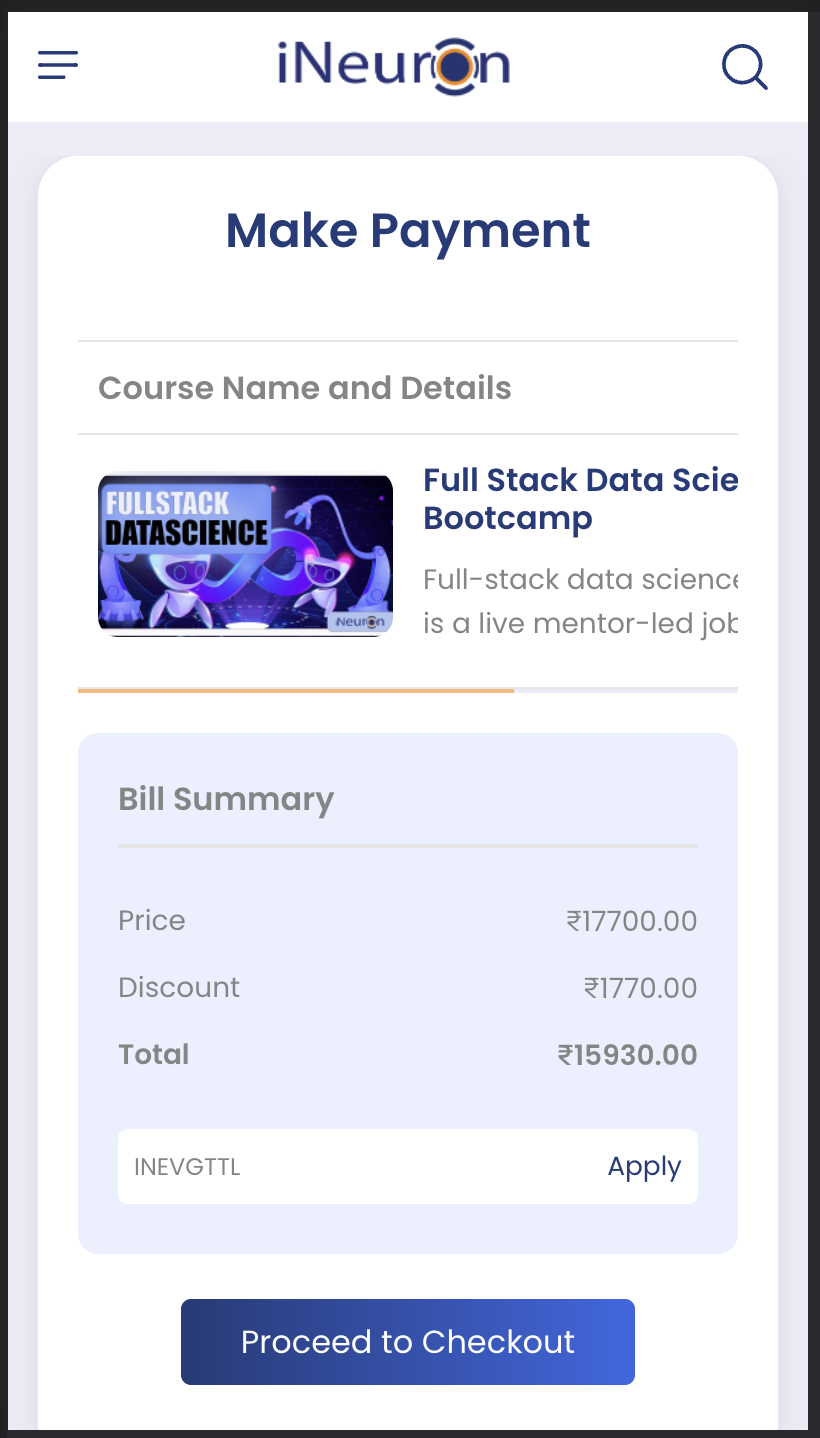 iNeuron
Make Payment
Course Name and Details
FULLSTACK
DATASCIENCE
iNeuron
Full Stack Data Scie
Bootcamp
Full-stack data science
is a live mentor-led job
Bill Summary
Price ₹17700.00
Discount ₹1770.00
Total ₹15930.00
INEVGTTL Apply
Proceed to Checkout